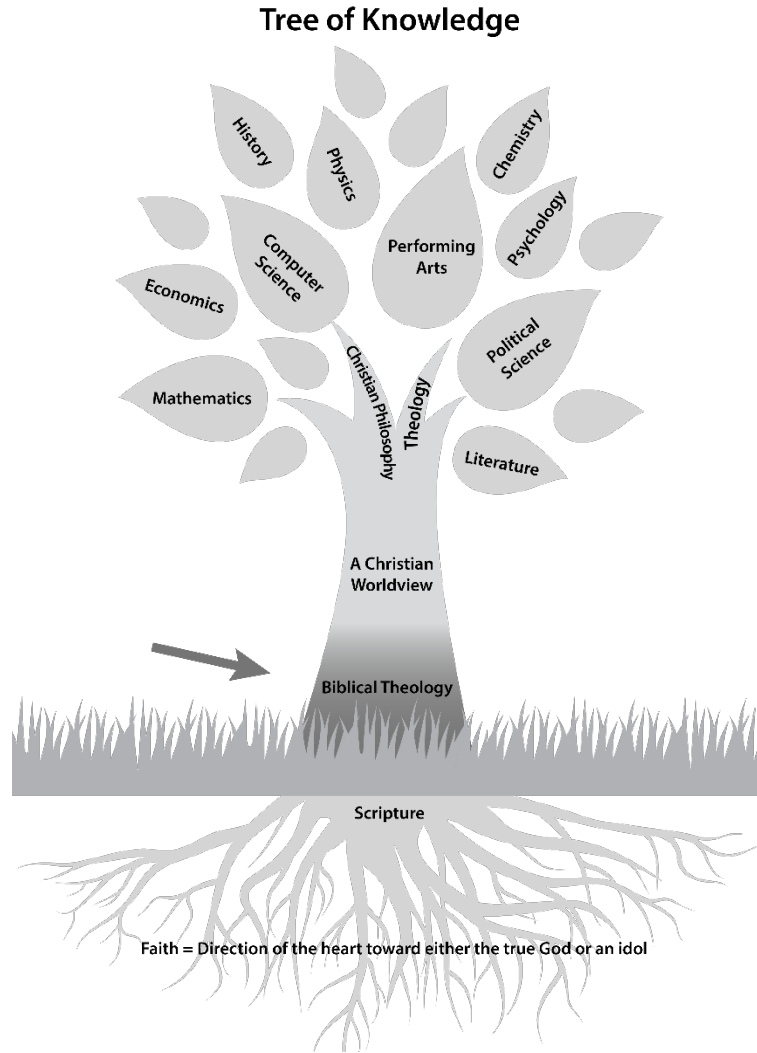 Tree of Knowledge
History
Physics
Chemistry
Psychology
Computer
Science
Performing
Arts
Economics
Political
Science
Mathematics
Christian Philosophy
Theology
Literature
A Christian
Worldview
Biblical Theology
Scripture
Faith = Direction of the heart toward either the true God or an idol